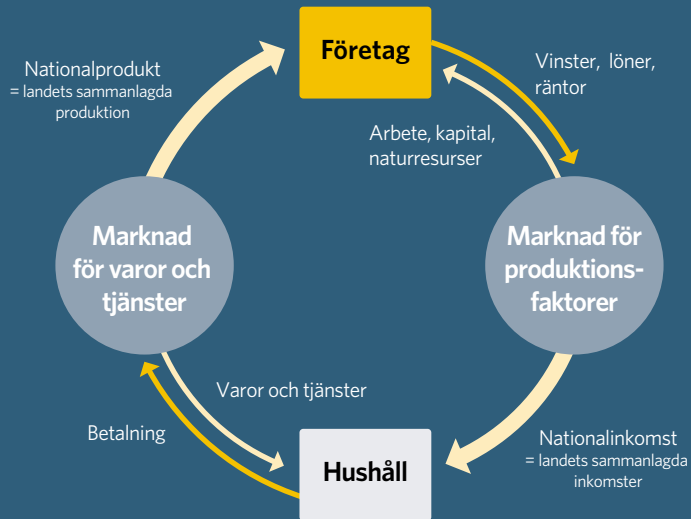 Företag
Nationalprodukt
= landets sammanlagda
produktion
Vinster, löner,
räntor
Arbete, kapital,
naturresurser
Marknad
för varor och
tjänster
Marknad för
produktions-
faktorer
Varor och tjänster
Betalning
Hushåll
Nationalinkomst
= landets sammanlagda
inkomster